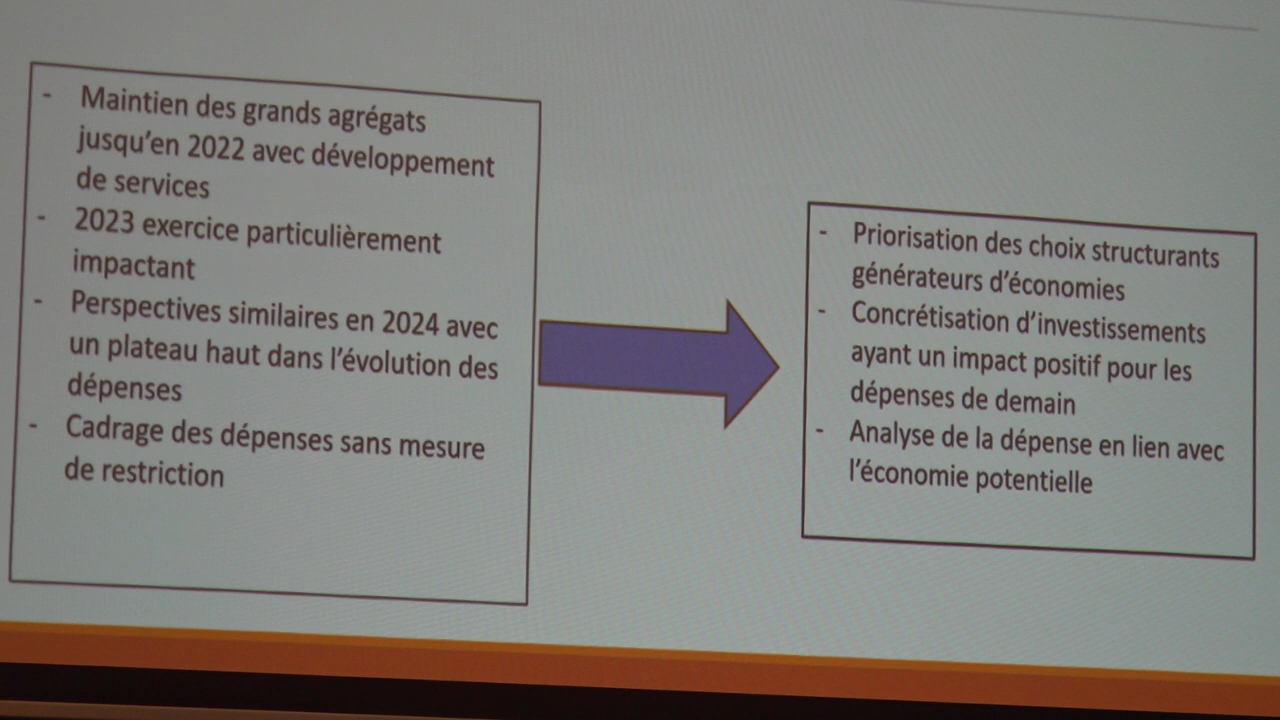 - Maintien des grands agrégats
jusqu'en 2022 avec développement
de services
- 2023 exercice particulièrement
impactant
- Perspectives similaires en 2024 avec
un plateau haut dans l'évolution des
dépenses
- Cadrage des dépenses sans mesure
de restriction
- Priorisation des choix structurants
générateurs d'économies
- Concrétisation d'investissements
ayant un impact positif pour les
dépenses de demain
- Analyse de la dépense en lien avec
l'économie potentielle